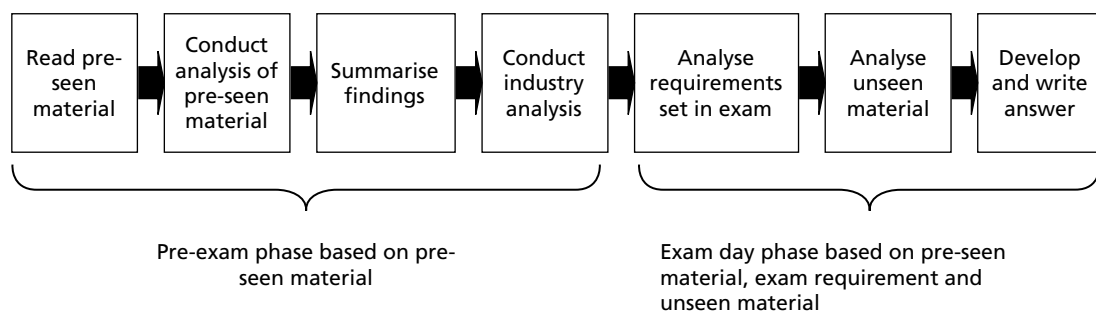 Read pre-
seen
material
Conduct
analysis of
pre-seen
material
Summarise
findings
Conduct
industry
analysis
Analyse
requirements
set in exam
Analyse
unseen
material
Develop
and write
answer
Pre-exam phase based on pre-
seen material
Exam day phase based on pre-seen
material, exam requirement and
unseen material